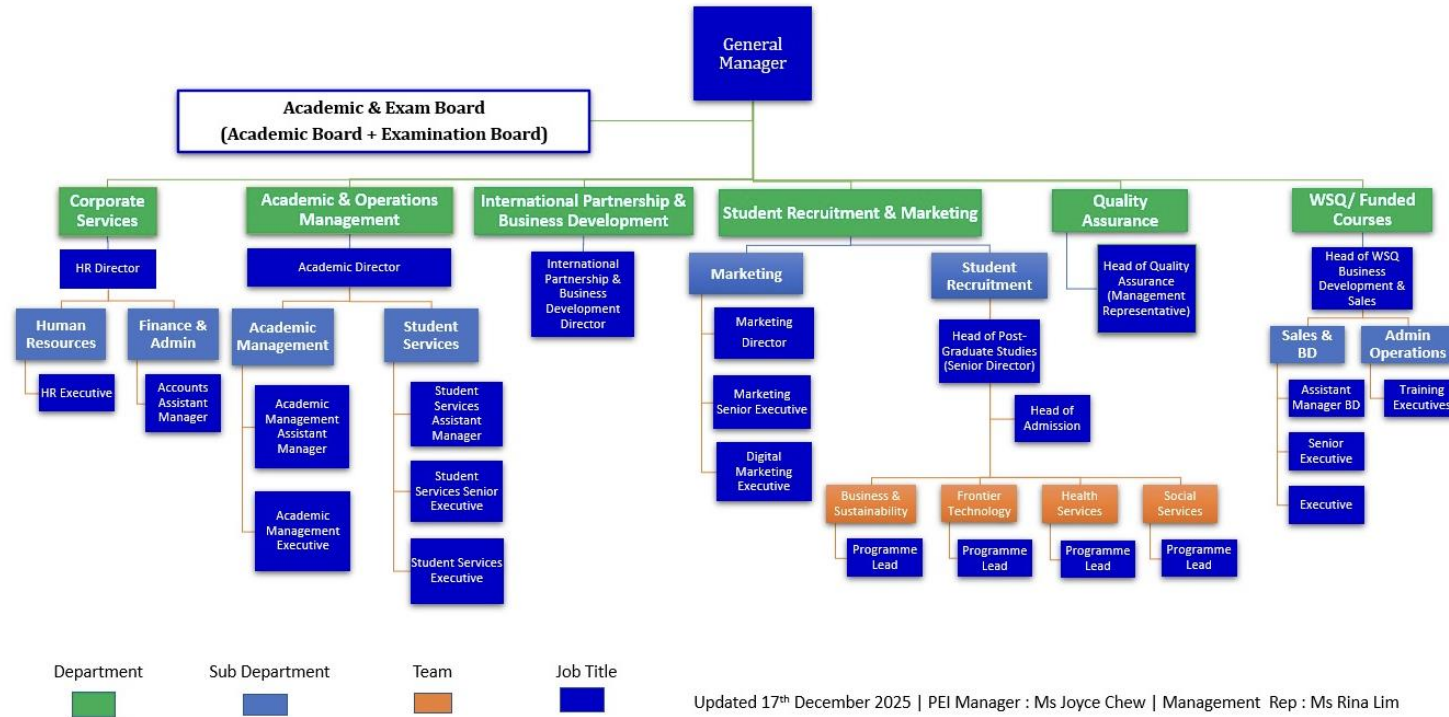 General
Manager
Academic & Exam Board
(Academic Board + Examination Board)
Corporate
Services
Academic & Operations
Management
International Partnership &
Business Development
Student Recruitment & Marketing
Quality
Assurance
WSQ/ Funded
Courses
HR Director
Academic Director
International
Partnership &
Business
Development
Director
Marketing
Student
Recruitment
Head of Quality
Assurance
(Management
Representative)
Head of WSQ
Business
Development &
Sales
Human
Resources
Finance &
Admin
Academic
Management
Student
Services
Marketing
Director
Head of Post-
Graduate Studies
(Senior Director)
Sales &
BD
Admin
Operations
HR Executive
Accounts
Assistant
Manager
Academic
Management
Assistant
Manager
Student
Services
Assistant
Manager
Marketing
Senior Executive
Head of
Admission
Assistant
Manager BD
Training
Executives
Student
Services Senior
Executive
Digital
Marketing
Executive
Senior
Executive
Academic
Management
Executive
Student Services
Executive
Business &
Sustainability
Frontier
Technology
Health
Services
Social
Services
Executive
Programme
Lead
Programme
Lead
Programme
Lead
Programme
Lead
Department
Sub Department
Team
Job Title
Updated 17th December 2025 | PEI Manager : Ms Joyce Chew | Management Rep : Ms Rina Lim